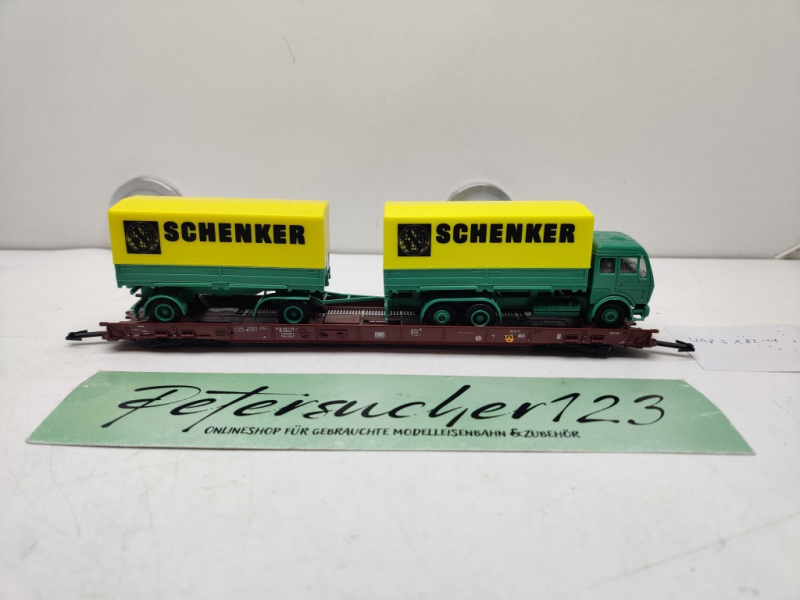 SCHENKER
SCHENKER
Petersucher123
ONLINESHOP FÜR GEBRAUCHTE MODELLEISENBAHN & ZUBEHÖR